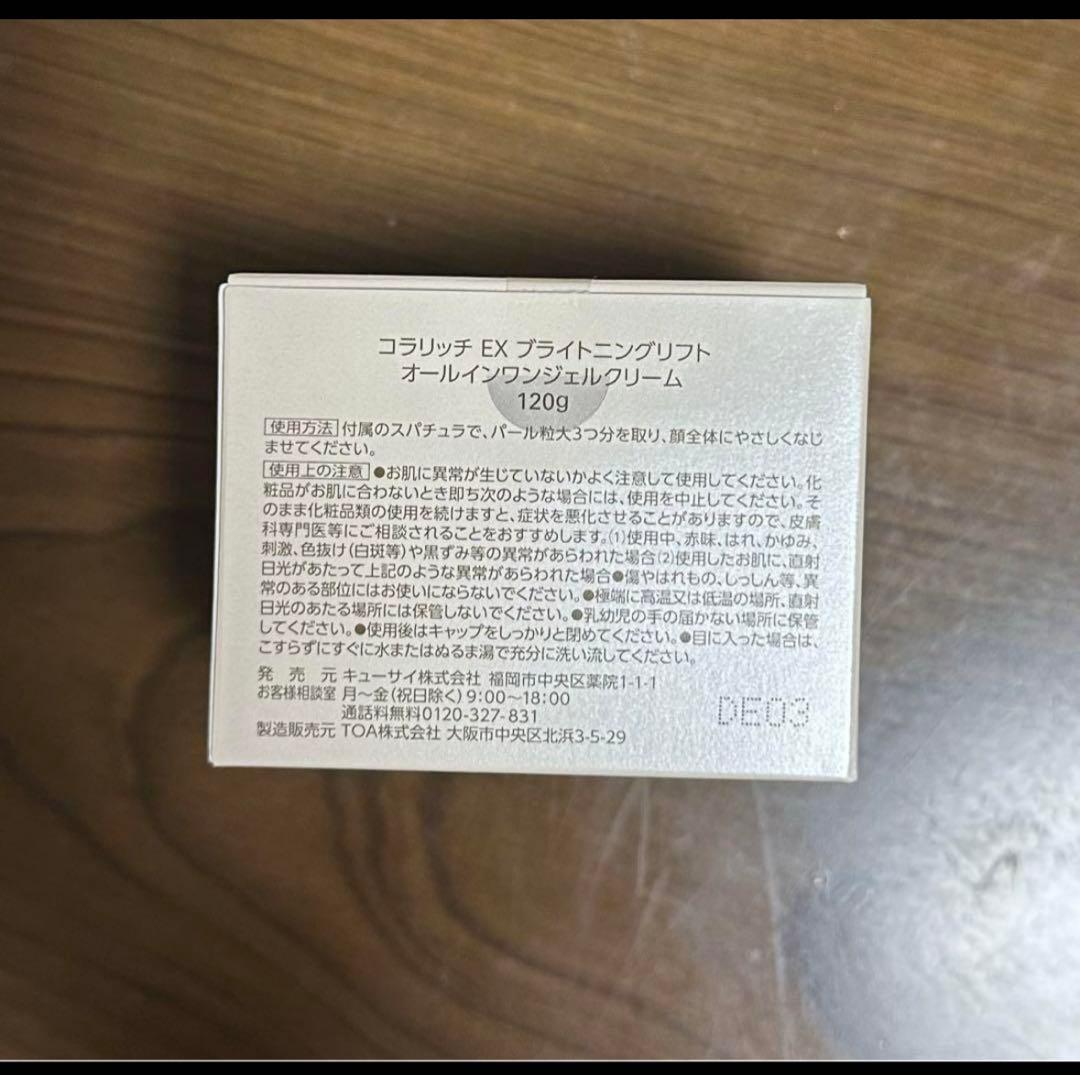 コラリッチ EX ブライトニングリフト
オールインワンジェルクリーム
120g
使用方法 付属のスパチュラで、パール粒大3つ分を取り、顔全体にやさしくなじ
ませてください。
使用上の注意 ●お肌に異常が生じていないかよく注意して使用してください。化
粧品がお肌に合わないとき即ち次のような場合には、使用を中止してください。そ
のまま化粧品類の使用を続けますと、症状を悪化させることがありますので、皮膚
科専門医等にご相談されることをおすすめします。(1)使用中、赤味、はれ、かゆみ、
刺激、色抜け(白斑等)や黒ずみ等の異常があらわれた場合(2)使用したお肌に、直射
日光があたって上記のような異常があらわれた場合●傷やはれもの、しっしん等、異
常のある部位にはお使いにならないでください。●極端に高温又は低温の場所、直射
日光のあたる場所には保管しないでください。●乳幼児の手の届かない場所に保管
してください。●使用後はキャップをしっかりと閉めてください。●目に入った場合は、
こすらずにすぐに水またはぬるま湯で充分に洗い流してください。
発売元 キューサイ株式会社 福岡市中央区薬院1-1-1
お客様相談室 月～金(祝日除く)9:00～18:00
通話料無料0120-327-831
製造販売元 TOA株式会社 大阪市中央区北浜3-5-29
DE03